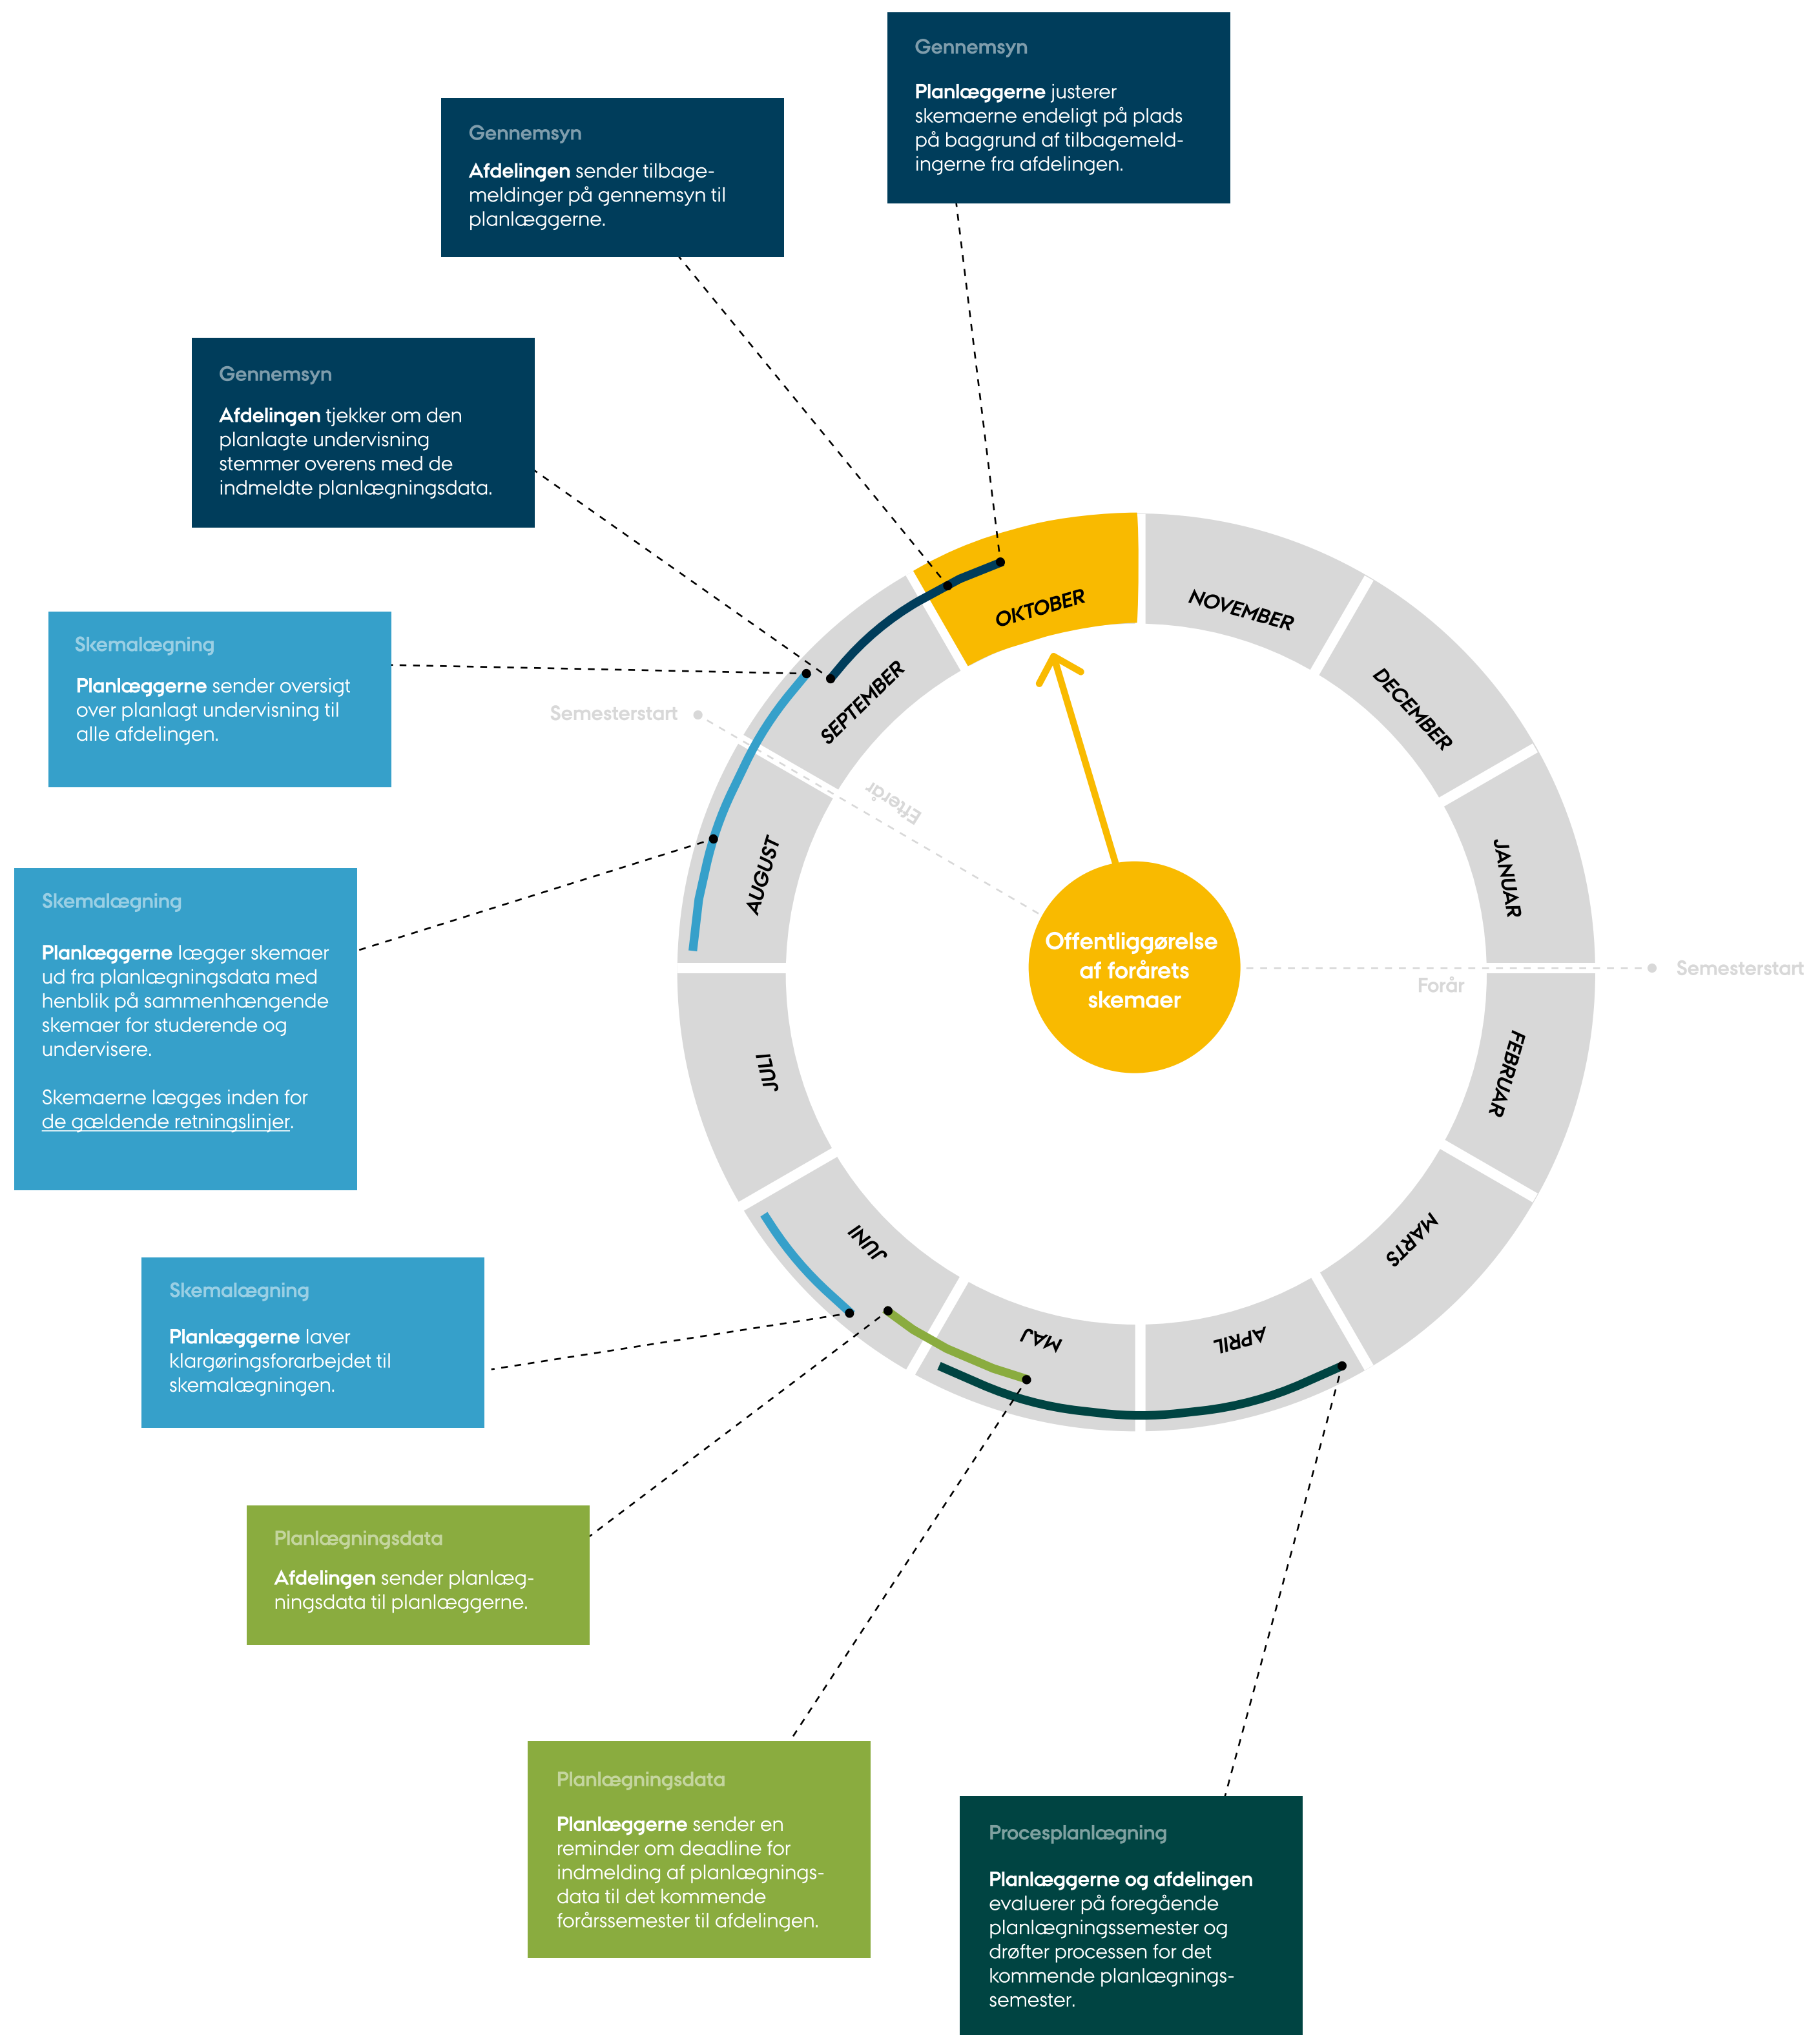 Gennemsyn
Planlæggerne justerer
skemaerne endeligt på plads
på baggrund af tilbagemeld-
ingerne fra afdelingen.
Gennemsyn
Afdelingen sender tilbage-
meldinger på gennemsyn til
planlæggerne.
Gennemsyn
Afdelingen tjekker om den
planlagte undervisning
stemmer overens med de
indmeldte planlægningsdata.
Skemalægning
Planlæggerne sender oversigt
over planlagt undervisning til
alle afdelingen.
Skemalægning
Planlæggerne lægger skemaer
ud fra planlægningsdata med
henblik på sammenhængende
skemaer for studerende og
undervisere.
Skemaerne lægges inden for
de gældende retningslinjer.
Skemalægning
Planlæggerne laver
klargøringsforarbejdet til
skemalægningen.
Planlægningsdata
Afdelingen sender planlæg-
ningsdata til planlæggerne.
Planlægningsdata
Planlæggerne sender en
reminder om deadline for
indmelding af planlægnings-
data til det kommende
forårssemester til afdelingen.
Procesplanlægning
Planlæggerne og afdelingen
evaluerer på foregående
planlægningssemester og
drøfter processen for det
kommende planlægnings-
semester.
OKTOBER
NOVEMBER
DECEMBER
JANUAR
FEBRUAR
MARTS
APRIL
MAJ
JUNI
JULI
AUGUST
SEPTEMBER
Semesterstart
Efterår
Offentliggørelse
af forårets
skemaer
Forår
Semesterstart